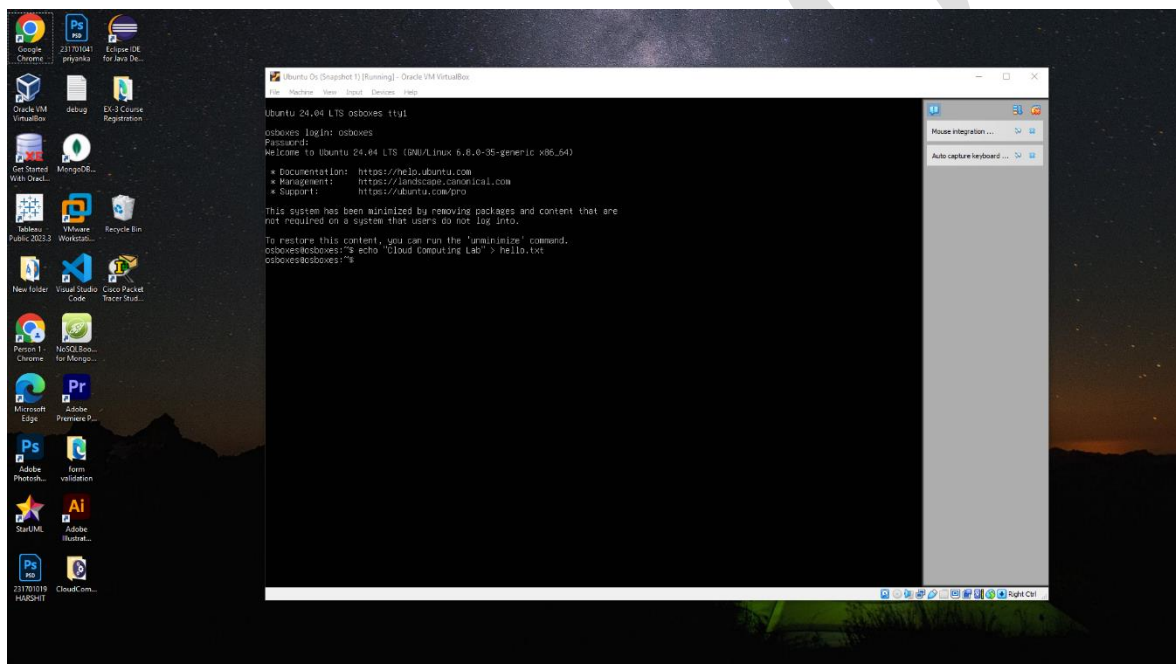 Google
Chrome
231701041
priyanka
Eclipse IDE
for Java De...
Oracle VM
VirtualBox
debug
EX-3 Course
Registration
Get Started
With Oracl...
MongoDB...
Tableau
Public 2023.3
VMware
Workstati...
Recycle Bin
New folder
Visual Studio
Code
Cisco Packet
Tracer Stud...
Person 1 -
Chrome
NoSQLBoo...
for Mongo...
Microsoft
Edge
Adobe
Premiere P...
Adobe
Photosh...
form
validation
StarUML
Adobe
Illustrat...
231701019
HARSHIT
CloudCom...
Ubuntu Os (Snapshot 1) [Running] - Oracle VM VirtualBox
File Machine View Input Devices Help
Ubuntu 24.04 LTS osboxes tty1
osboxes login: osboxes
Password:
Welcome to Ubuntu 24.04 LTS (GNU/Linux 6.8.0-35-generic x86_64)
* Documentation: https://help.ubuntu.com
* Management: https://landscape.canonical.com
* Support: https://ubuntu.com/pro
This system has been minimized by removing packages and content that are
not required on a system that users do not log into.
To restore this content, you can run the 'unminimize' command.
osboxes@osboxes:~$ echo "Cloud Computing Lab" > hello.txt
osboxes@osboxes:~$
Mouse integration ...
Auto capture keyboard ...
Right Ctrl